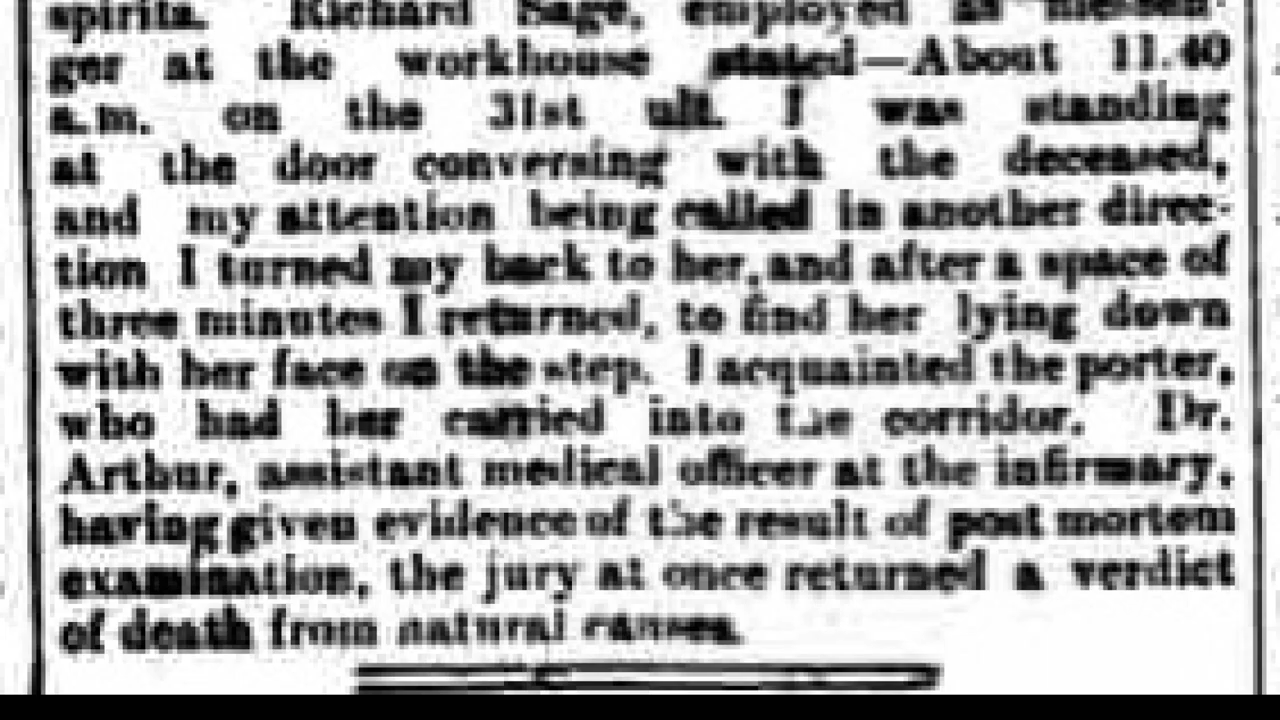 spirits. Richard Sage, employed as messen-
ger at the workhouse stated—About 11.40
a.m. on the 31st ult. I was standing
at the door conversing with the deceased,
and my attention being called in another direc-
tion I turned my back to her, and after a space of
three minutes I returned, to find her lying down
with her face on the step. I acquainted the porter,
who had her carried into the corridor. Dr.
Arthur, assistant medical officer at the infirmary,
having given evidence of the result of post mortem
examination, the jury at once returned a verdict
of death from natural causes.